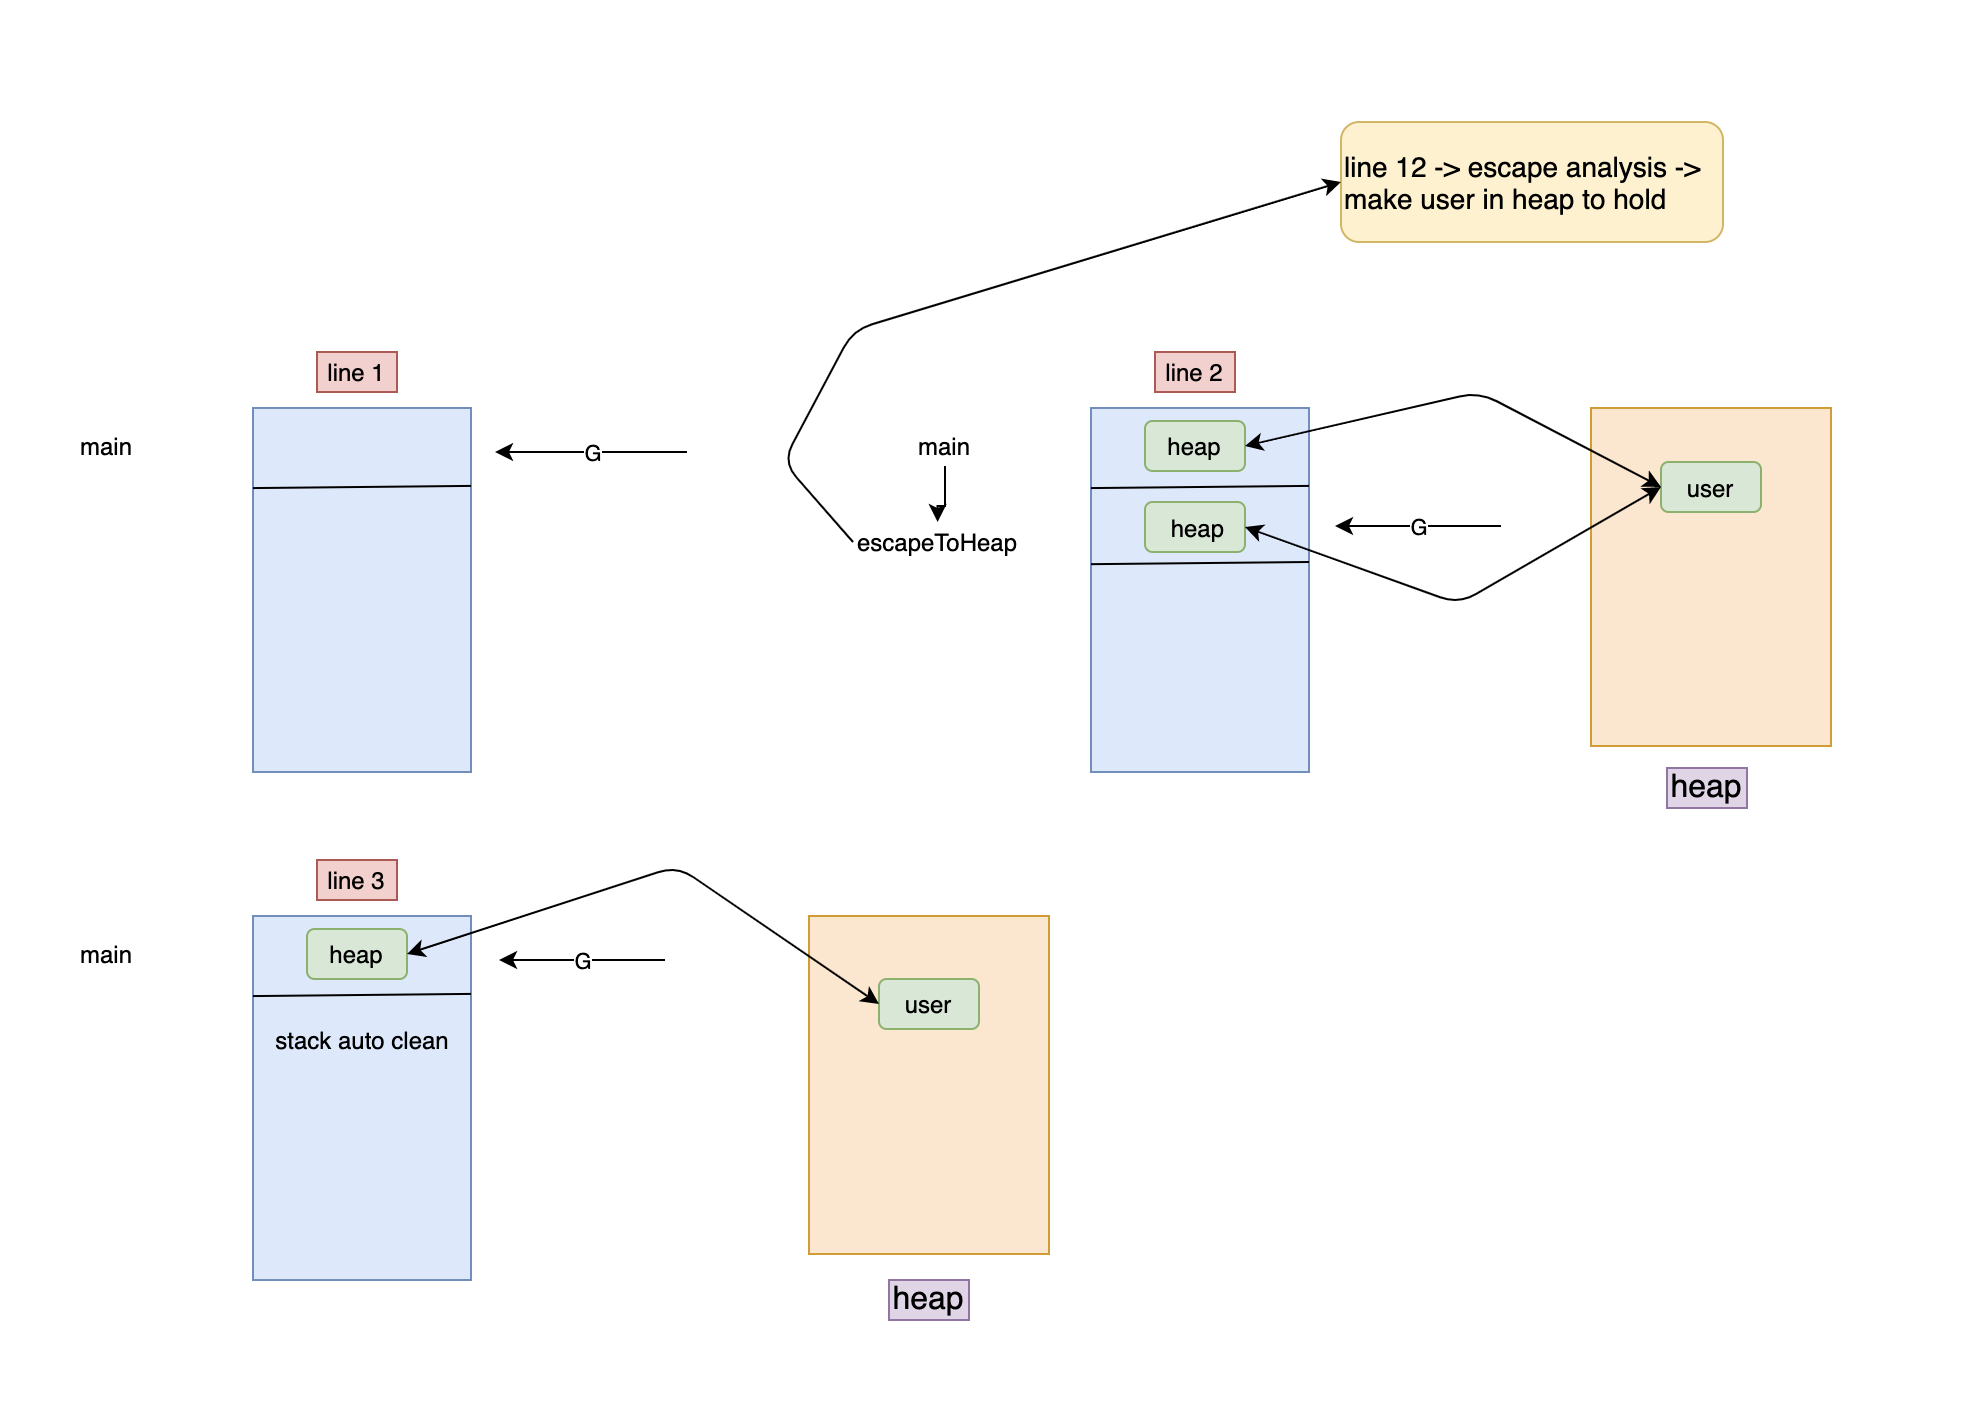 line 12 -> escape analysis ->
make user in heap to hold
line 1
line 2
main
G
main
heap
user
heap
G
escapeToHeap
heap
line 3
main
heap
G
user
stack auto clean
heap